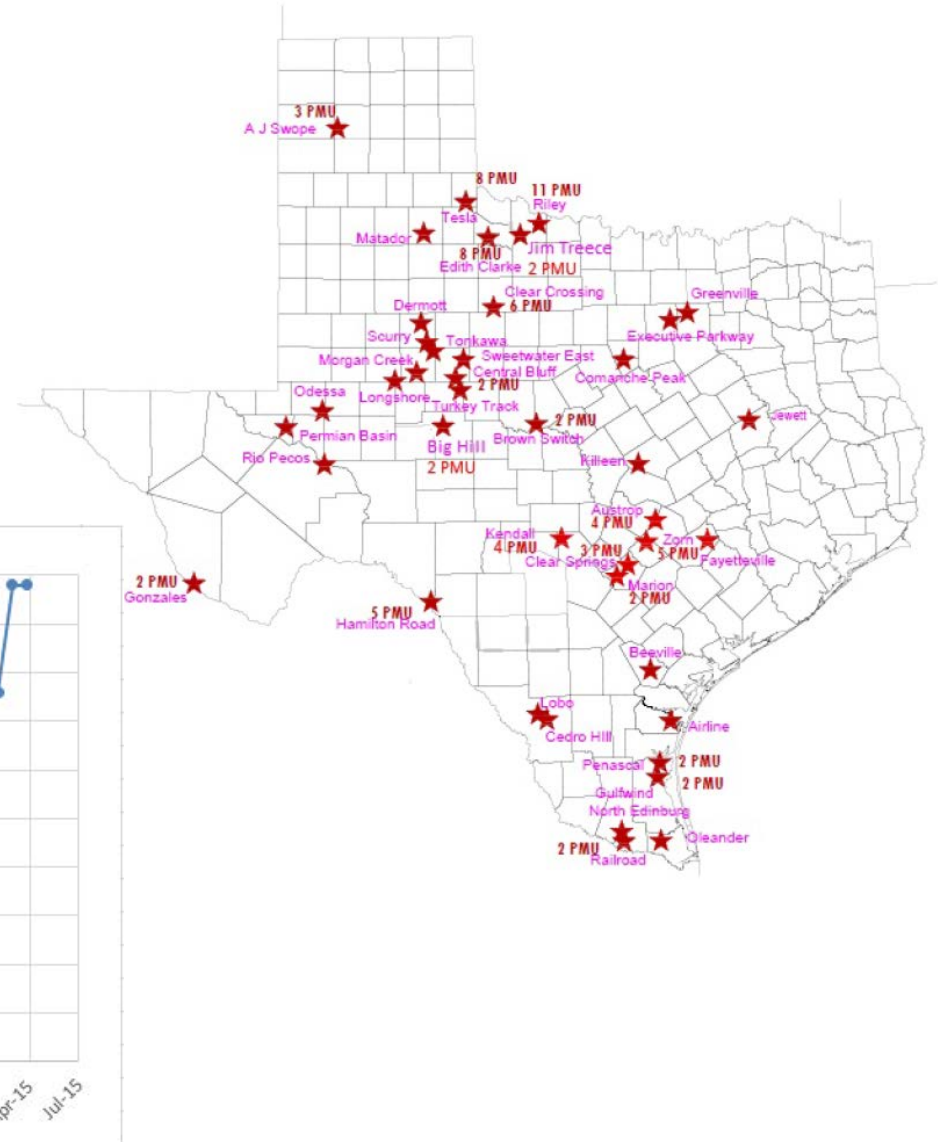 3 PMU
A J Swope
8 PMU
11 PMU
Riley
Tesla
Matador
Jim Treece
8 PMU
Edith Clarke
2 PMU
Clear Crossing
6 PMU
Greenville
Dermott
Executive Parkway
Scurry
Tonkawa
Sweetwater East
Morgan Creek
Central Bluff
Comanche Peak
2 PMU
Odessa
Longshore
Turkey Track
Jewett
2 PMU
Permian Basin
Brown Switch
Big Hill
Rio Pecos
2 PMU
Killeen
Austrop
4 PMU
Kendall
4 PMU
Zorn
3 PMU
5 PMU
Clear Springs
Fayetteville
2 PMU
Gonzales
Marion
2 PMU
5 PMU
Hamilton Road
Beeville
Lobo
Airline
Cedro Hill
Penascal
2 PMU
2 PMU
Gulfwind
North Edinburg
Oleander
2 PMU
Railroad
Jul-15